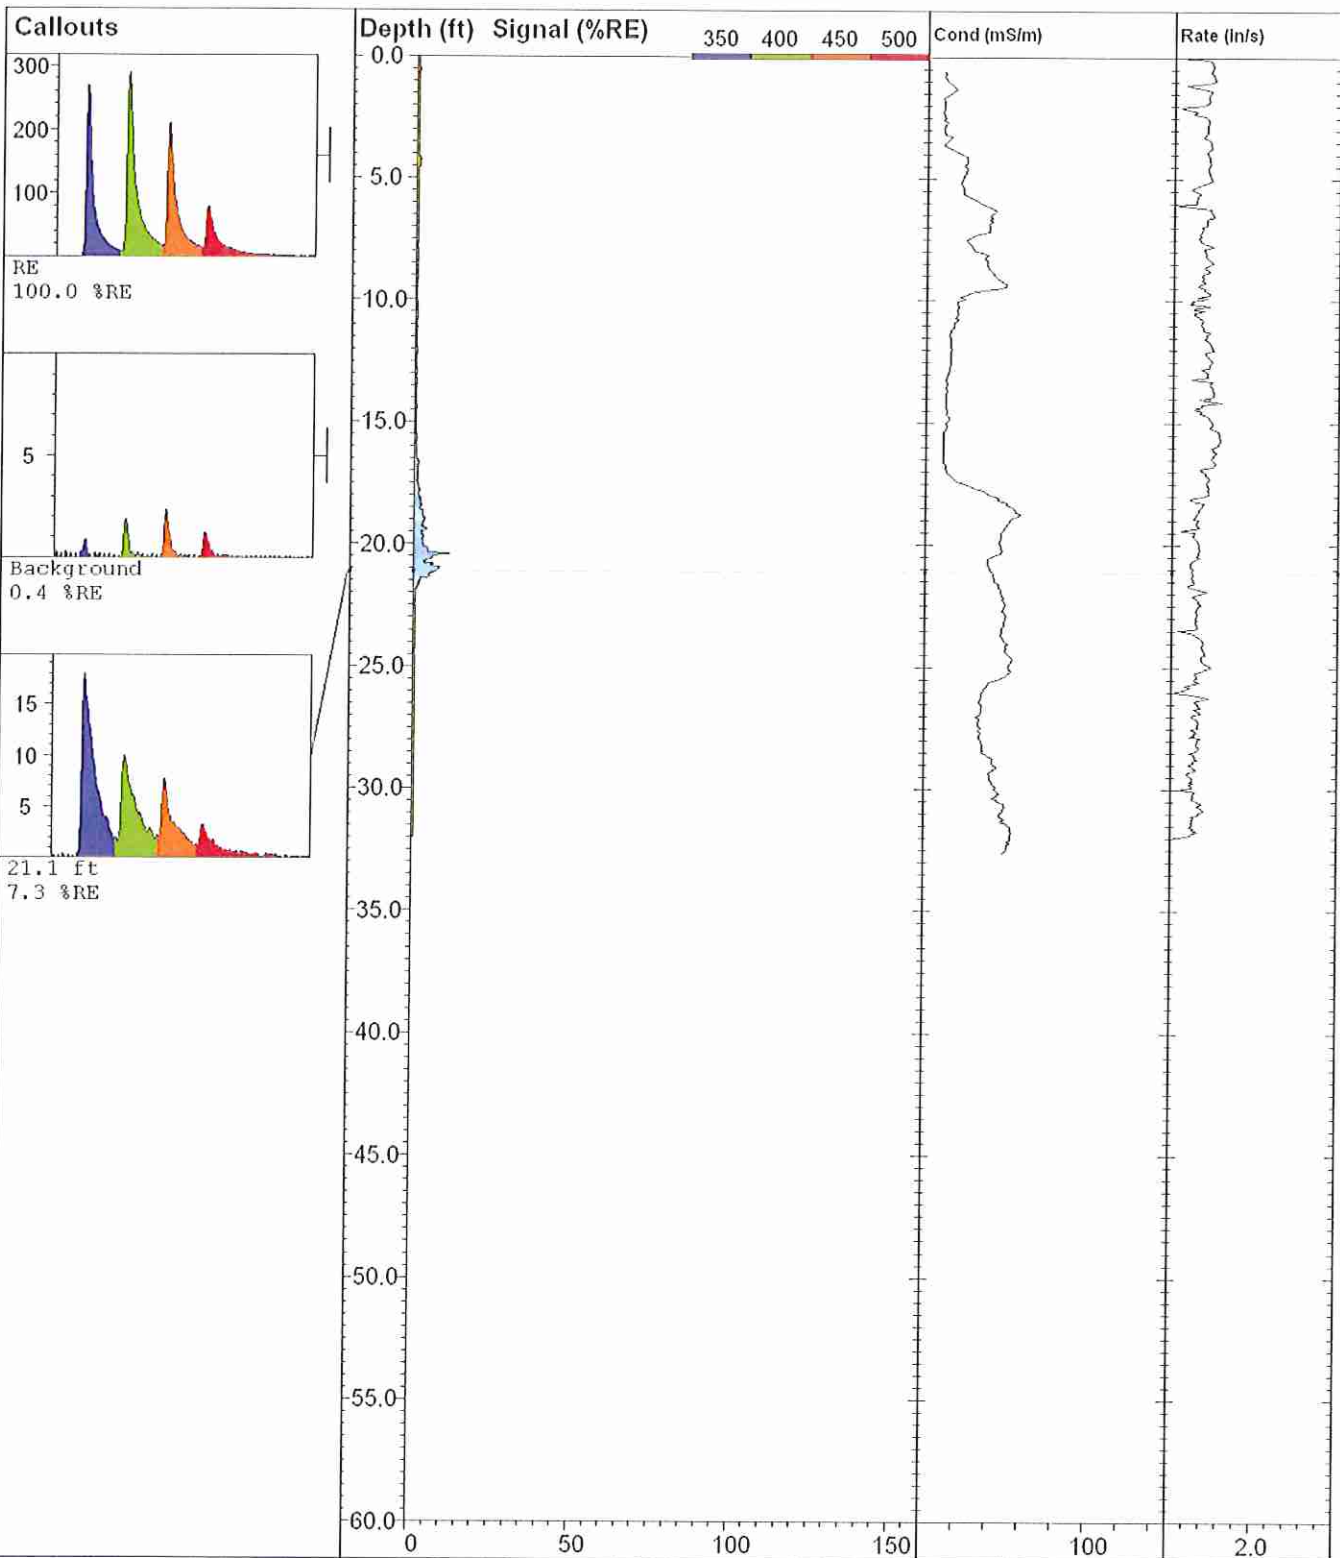 Callouts
Depth (ft) Signal (%RE)
350 400 450 500
Cond (mS/m)
Rate (in/s)
300
200
100
RE
100.0 %RE
5
Background
0.4 %RE
15
10
5
21.1 ft
7.3 %RE
0.0
5.0
10.0
15.0
20.0
25.0
30.0
35.0
40.0
45.0
50.0
55.0
60.0
0 50 100 150
100
2.0